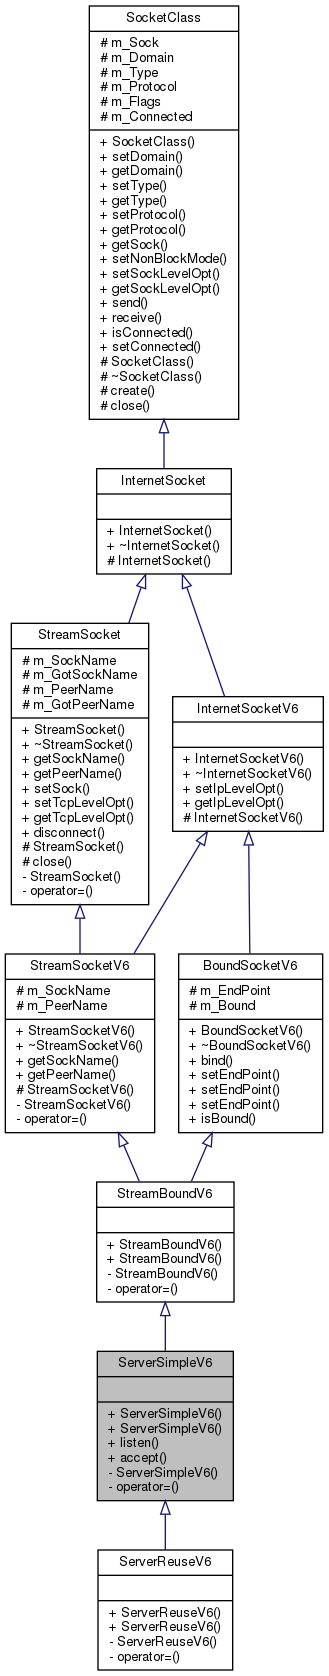 SocketClass
# m_Sock
# m_Domain
# m_Type
# m_Protocol
# m_Flags
# m_Connected
+ SocketClass()
+ setDomain()
+ getDomain()
+ setType()
+ getType()
+ setProtocol()
+ getProtocol()
+ getSock()
+ setNonBlockMode()
+ setSockLevelOpt()
+ getSockLevelOpt()
+ send()
+ receive()
+ isConnected()
+ setConnected()
# SocketClass()
# ~SocketClass()
# create()
# close()
InternetSocket
+ InternetSocket()
+ ~InternetSocket()
# InternetSocket()
StreamSocket
# m_SockName
# m_GotSockName
# m_PeerName
# m_GotPeerName
+ StreamSocket()
+ ~StreamSocket()
+ getSockName()
+ getPeerName()
+ setSock()
+ setTcpLevelOpt()
+ getTcpLevelOpt()
+ disconnect()
# StreamSocket()
# close()
- StreamSocket()
- operator=()
InternetSocketV6
+ InternetSocketV6()
+ ~InternetSocketV6()
+ setIpLevelOpt()
+ getIpLevelOpt()
# InternetSocketV6()
StreamSocketV6
# m_SockName
# m_PeerName
+ StreamSocketV6()
+ ~StreamSocketV6()
+ getSockName()
+ getPeerName()
# StreamSocketV6()
- StreamSocketV6()
- operator=()
BoundSocketV6
# m_EndPoint
# m_Bound
+ BoundSocketV6()
+ ~BoundSocketV6()
+ bind()
+ setEndPoint()
+ setEndPoint()
+ setEndPoint()
+ isBound()
StreamBoundV6
+ StreamBoundV6()
+ StreamBoundV6()
- StreamBoundV6()
- operator=()
ServerSimpleV6
+ ServerSimpleV6()
+ ServerSimpleV6()
+ listen()
+ accept()
- ServerSimpleV6()
- operator=()
ServerReuseV6
+ ServerReuseV6()
+ ServerReuseV6()
- ServerReuseV6()
- operator=()